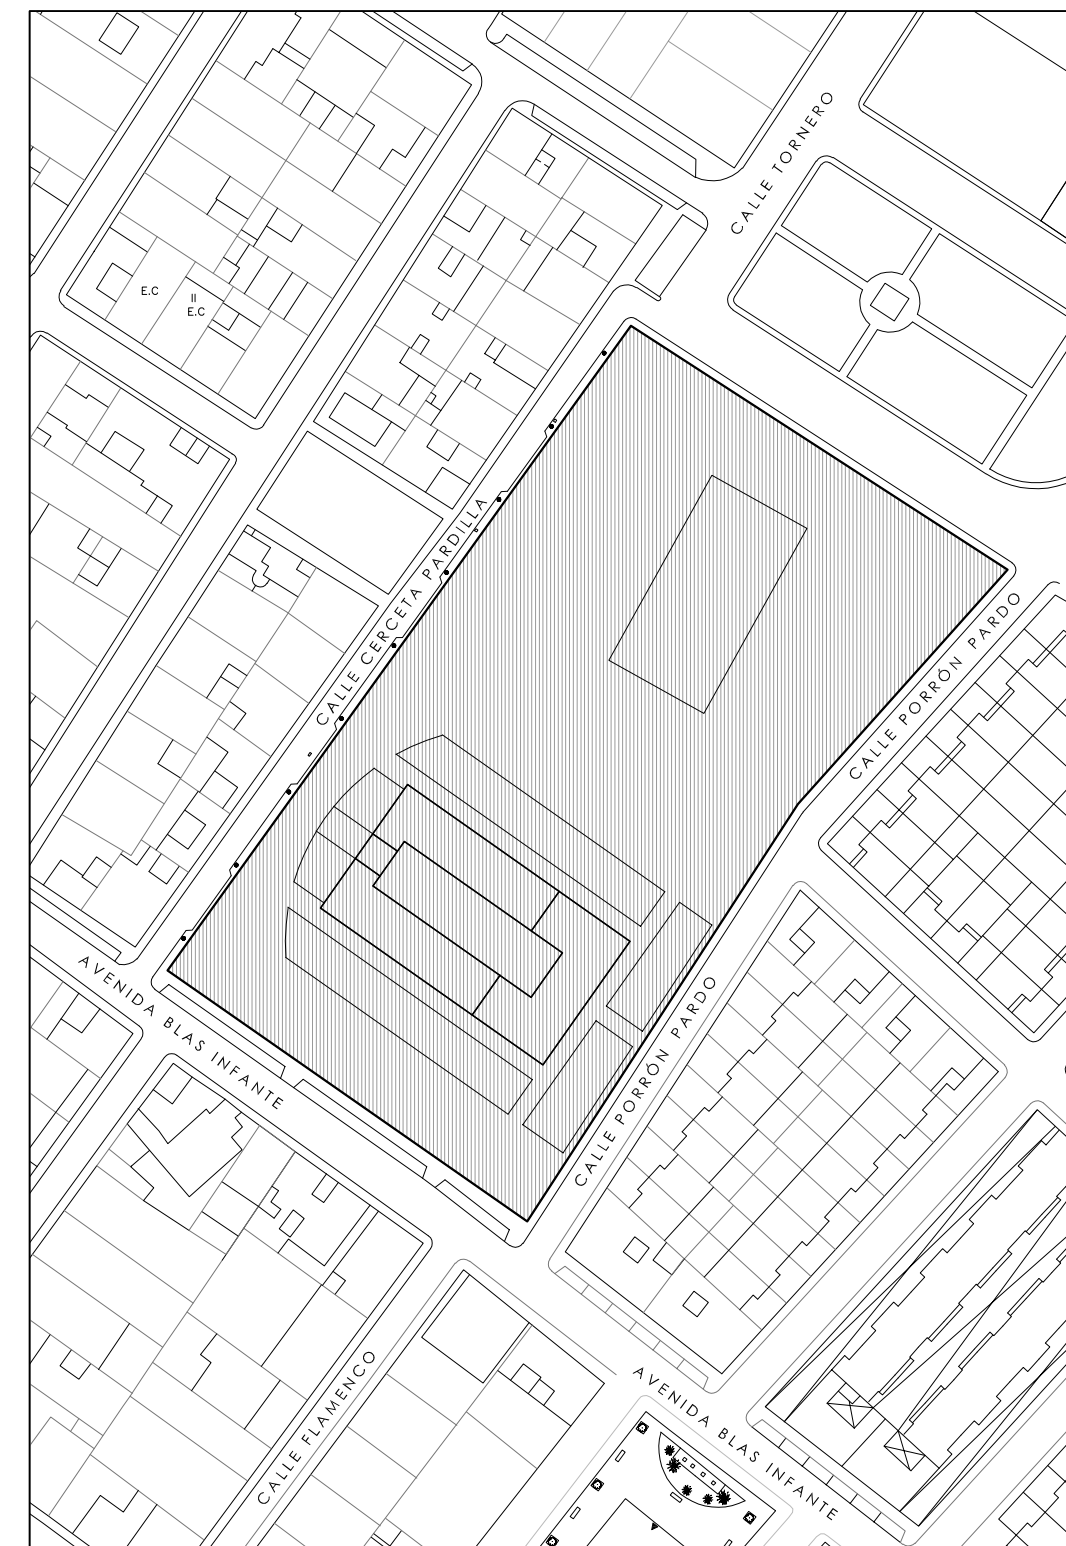 CALLE TORNERO
E.C
II
E.C
CALLE CERCETA PARDILLA
CALLE PORRÓN PARDO
AVENIDA BLAS INFANTE
CALLE PORRÓN PARDO
CALLE FLAMENCO
AVENIDA BLAS INFANTE